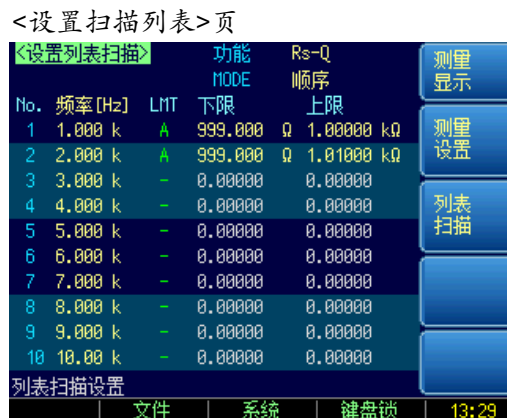 <设置扫描列表>页
<设置列表扫描> 功能 Rs-Q
MODE 顺序
No. 频率[Hz] LMT 下限 上限
1 1.000 k A 999.000 Ω 1.00000 kΩ
2 2.000 k A 999.000 Ω 1.01000 kΩ
3 3.000 k - 0.00000 0.00000
4 4.000 k - 0.00000 0.00000
5 5.000 k - 0.00000 0.00000
6 6.000 k - 0.00000 0.00000
7 7.000 k - 0.00000 0.00000
8 8.000 k - 0.00000 0.00000
9 9.000 k - 0.00000 0.00000
10 10.00 k - 0.00000 0.00000
列表扫描设置
测量
显示
测量
设置
列表
扫描
文件 系统 键盘锁 13:29